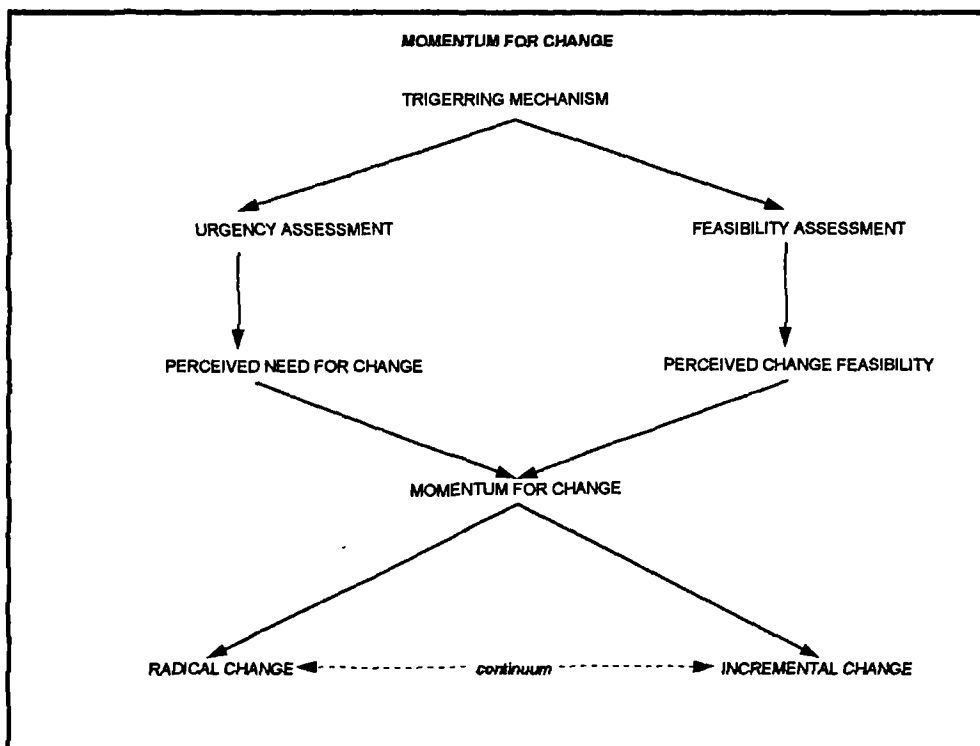 MOMENTUM FOR CHANGE
TRIGERRING MECHANISM
URGENCY ASSESSMENT FEASIBILITY ASSESSMENT
PERCEIVED NEED FOR CHANGE PERCEIVED CHANGE FEASIBILITY
MOMENTUM FOR CHANGE
RADICAL CHANGE continuum INCREMENTAL CHANGE